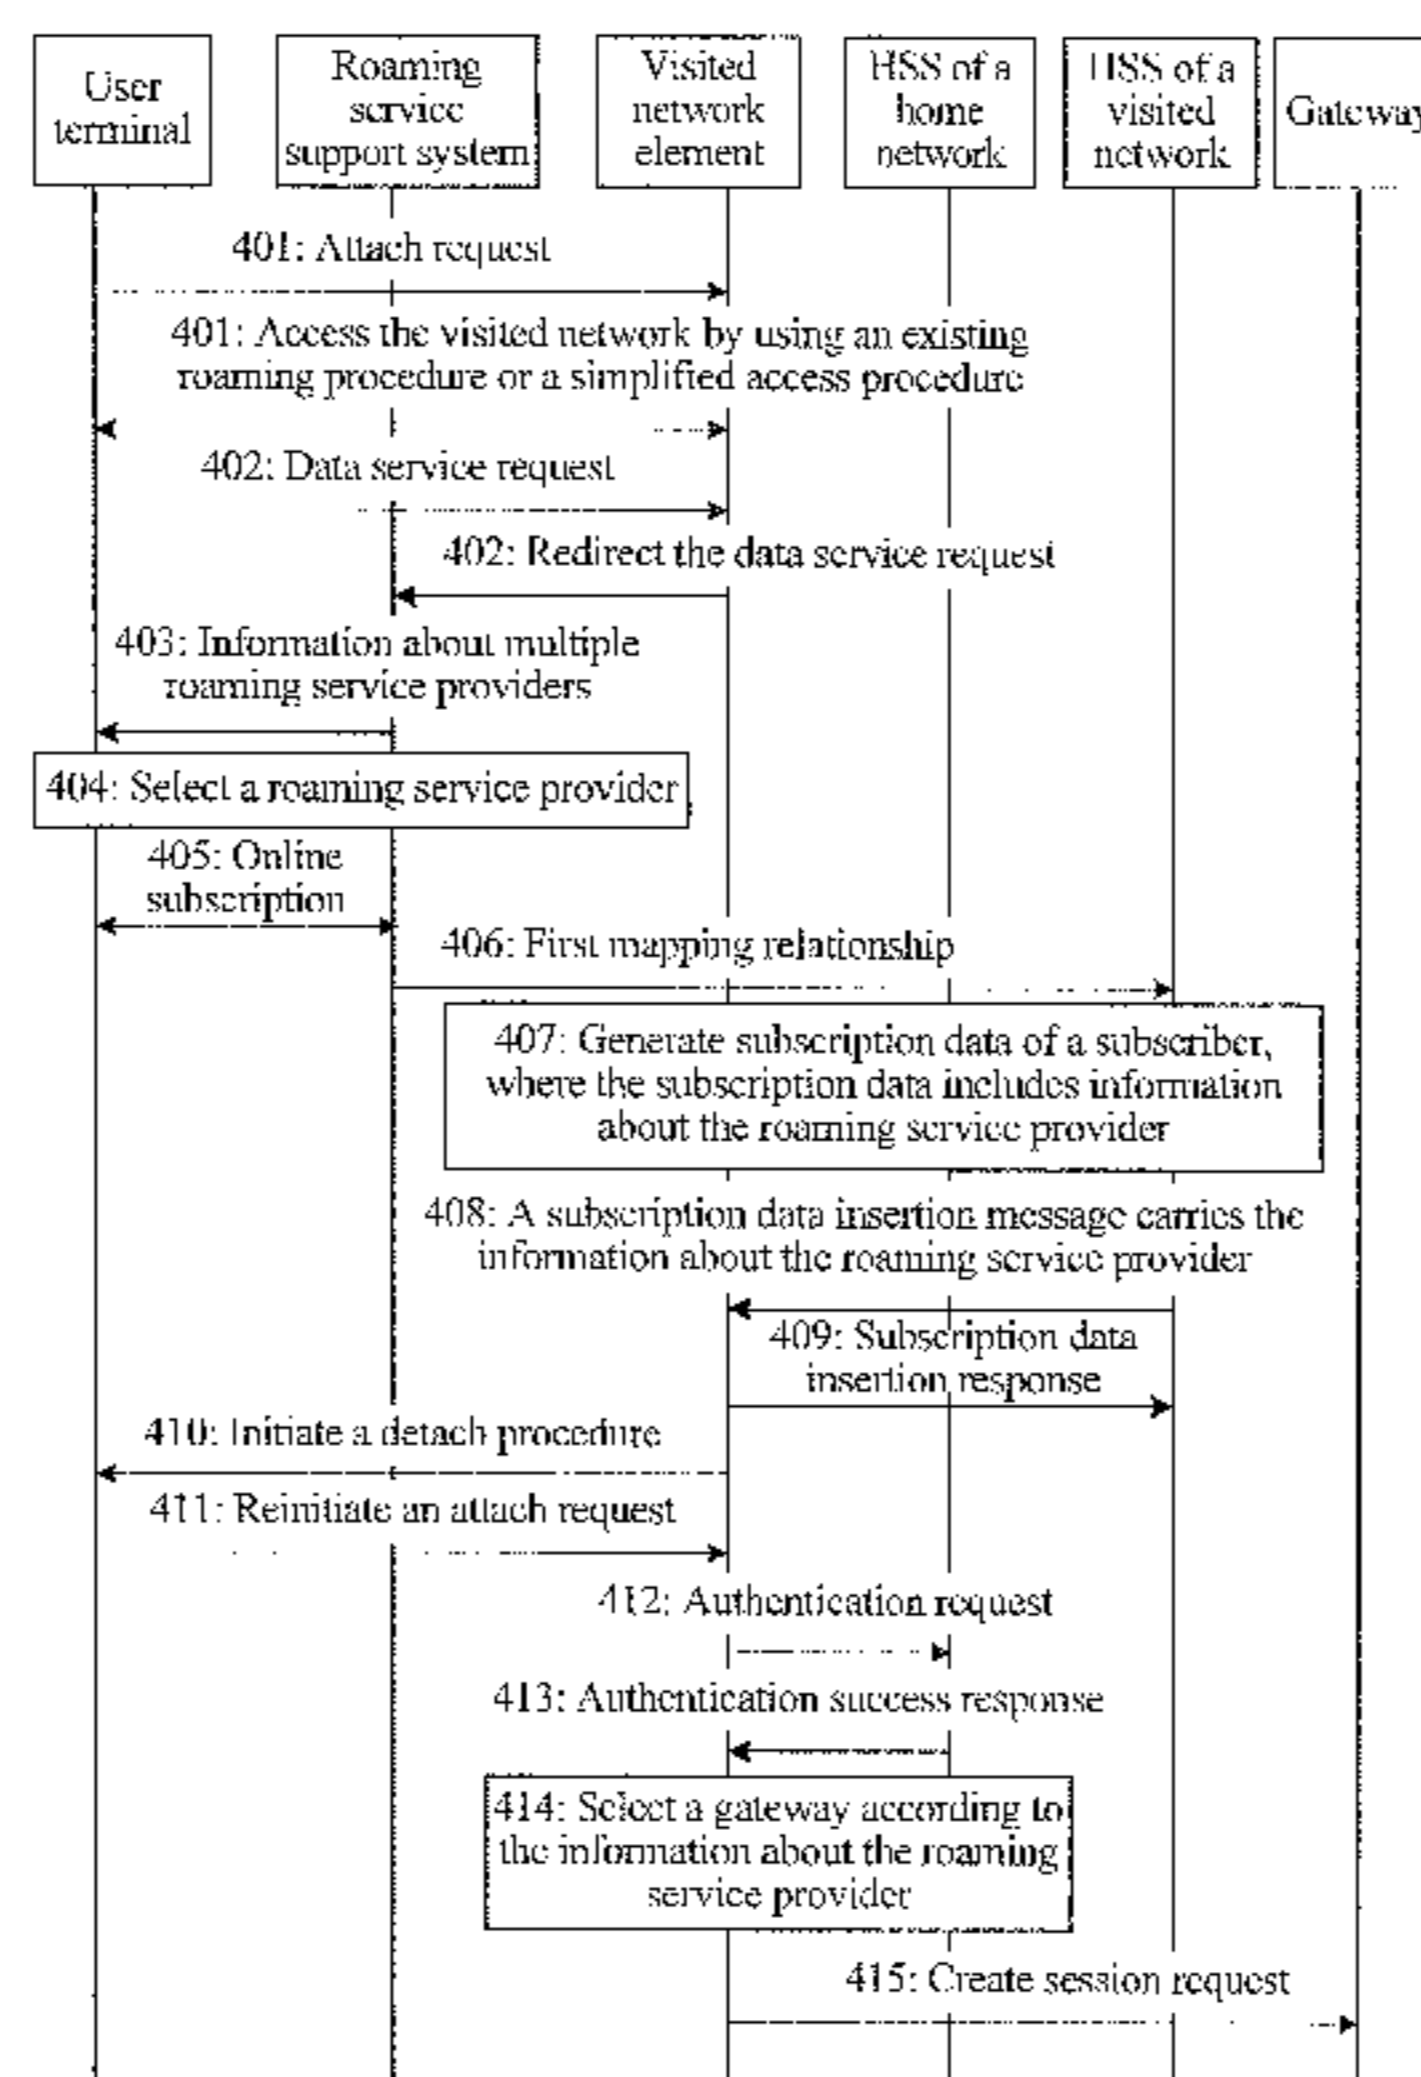 User
terminal
Roaming
service
support system
Visited
network
element
HSS of a
home
network
HSS of a
visited
network
Gateway
401: Attach request
401: Access the visited network by using an existing
roaming procedure or a simplified access procedure
402: Data service request
402: Redirect the data service request
403: Information about multiple
roaming service providers
404: Select a roaming service provider
405: Online
subscription
406: First mapping relationship
407: Generate subscription data of a subscriber,
where the subscription data includes information
about the roaming service provider
408: A subscription data insertion message carries the
information about the roaming service provider
409: Subscription data
insertion response
410: Initiate a detach procedure
411: Reinitiate an attach request
412: Authentication request
413: Authentication success response
414: Select a gateway according to
the information about the roaming
service provider
415: Create session request